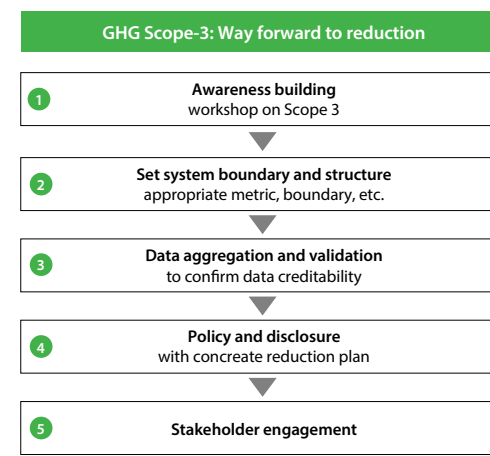 GHG Scope-3: Way forward to reduction
1
Awareness building
workshop on Scope 3
2
Set system boundary and structure
appropriate metric, boundary, etc.
3
Data aggregation and validation
to confirm data creditability
4
Policy and disclosure
with concreate reduction plan
5
Stakeholder engagement